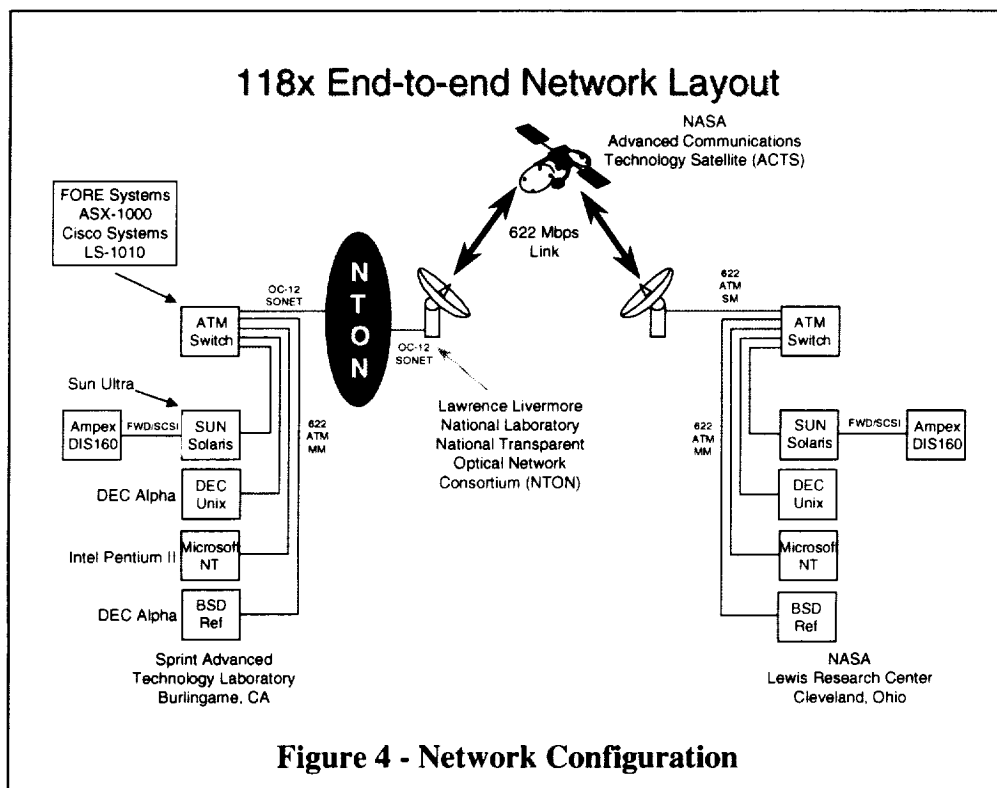 118x End-to-end Network Layout
NASA
Advanced Communications
Technology Satellite (ACTS)
FORE Systems
ASX-1000
Cisco Systems
LS-1010
622 Mbps
Link
NTON
OC-12
SONET
OC-12
SONET
622
ATM
SM
ATM
Switch
ATM
Switch
Sun Ultra
Ampex
DIS160
FWD/SCSI
SUN
Solaris
622
ATM
MM
Lawrence Livermore
National Laboratory
National Transparent
Optical Network
Consortium (NTON)
622
ATM
MM
SUN
Solaris
FWD/SCSI
Ampex
DIS160
DEC Alpha
DEC
Unix
DEC
Unix
Intel Pentium II
Microsoft
NT
Microsoft
NT
DEC Alpha
BSD
Ref
BSD
Ref
Sprint Advanced
Technology Laboratory
Burlingame, CA
NASA
Lewis Research Center
Cleveland, Ohio
Figure 4 - Network Configuration